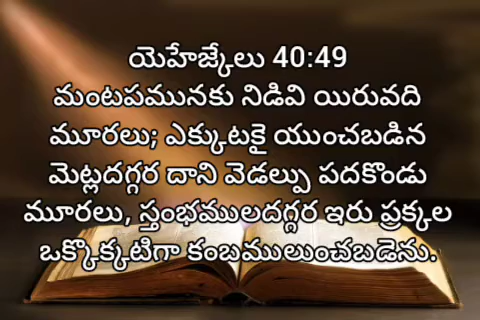 యెహేజ్కేలు 40:49
మంటపమునకు నిడివి యిరువది
మూరలు; ఎక్కుటకై యుంచబడిన
మెట్లదగ్గర దాని వెడల్పు పదకొండు
మూరలు, స్తంభములదగ్గర ఇరు ప్రక్కల
ఒక్కొక్కటిగా కంబములుంచబడెను.